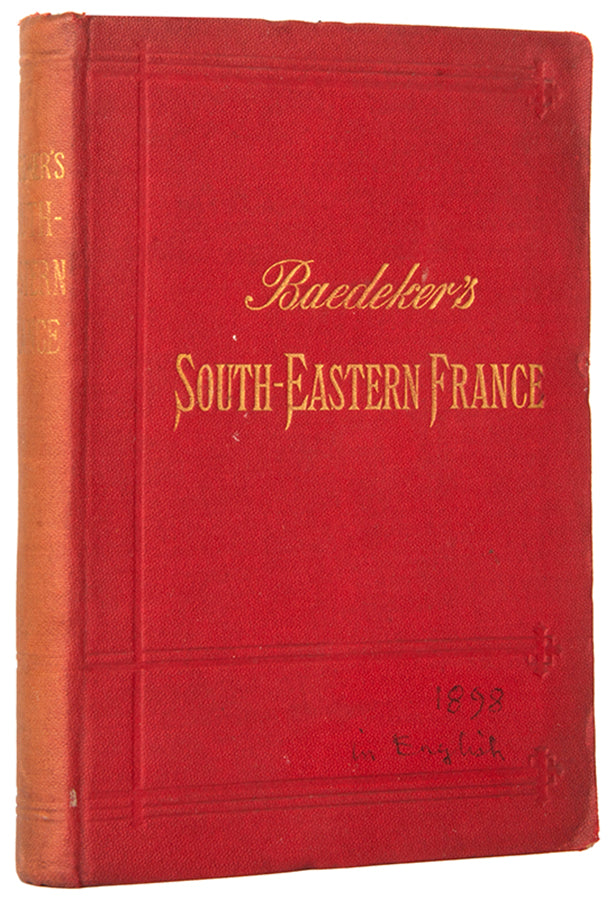 Baedeker's
SOUTH-EASTERN FRANCE
1898
in English